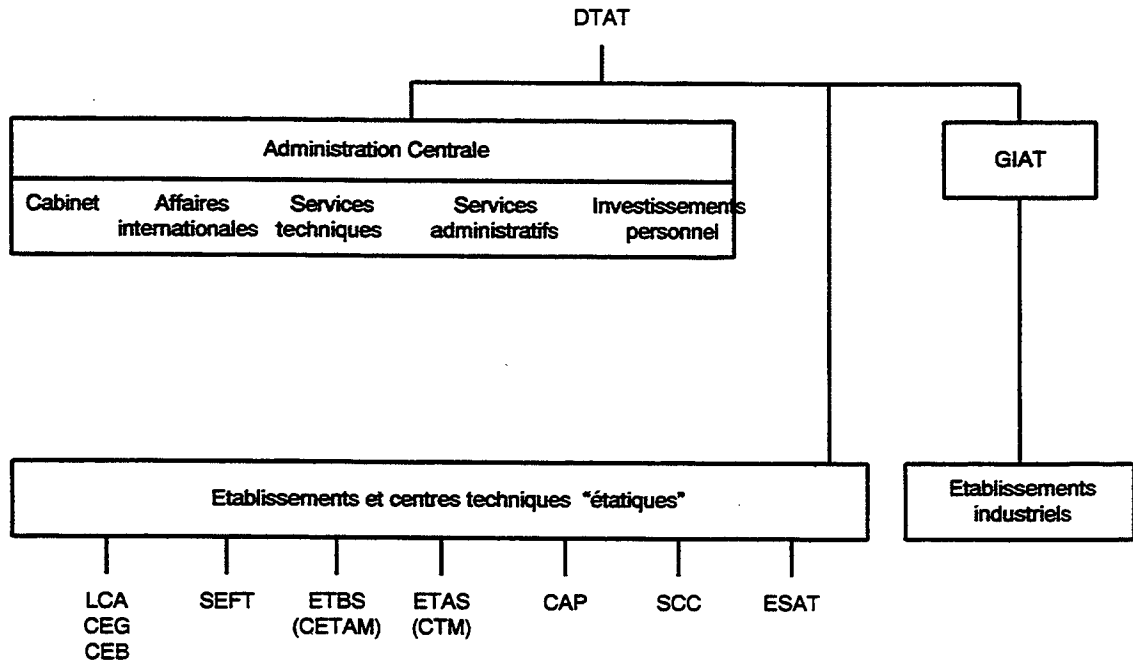 DTAT
Administration Centrale
GIAT
Cabinet
Affaires
internationales
Services
techniques
Services
administratifs
Investissements
personnel
Etablissements et centres techniques "étatiques"
Etablissements
industriels
LCA
CEG
CEB
SEFT
ETBS
(CETAM)
ETAS
(CTM)
CAP
SCC
ESAT